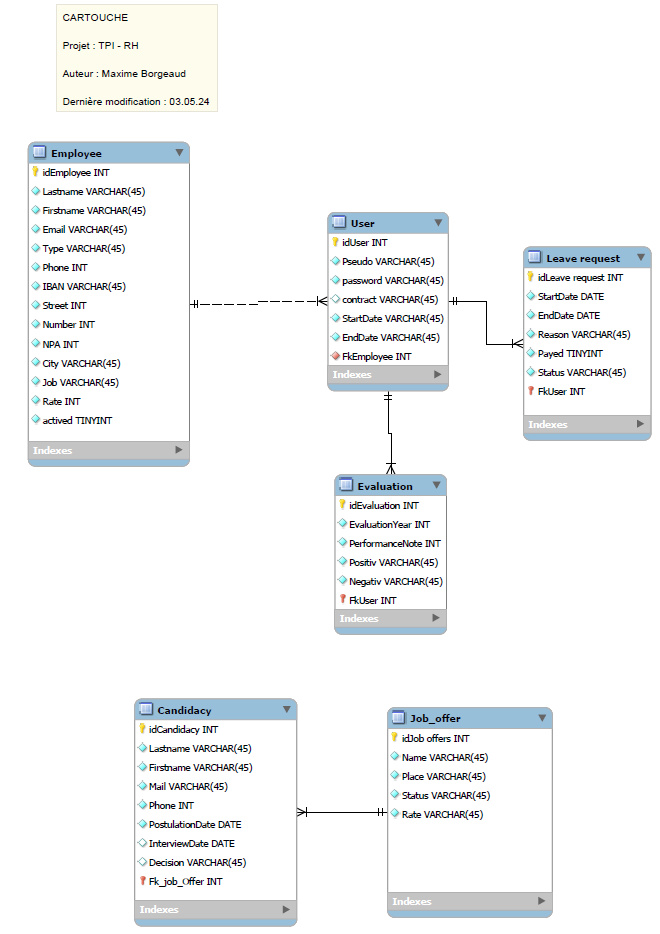 CARTOUCHE
Projet : TPI - RH
Auteur : Maxime Borgeaud
Dernière modification : 03.05.24
Employee
idEmployee INT
Lastname VARCHAR(45)
Firstname VARCHAR(45)
Email VARCHAR(45)
Type VARCHAR(45)
Phone INT
IBAN VARCHAR(45)
Street INT
Number INT
NPA INT
City VARCHAR(45)
Job VARCHAR(45)
Rate INT
actived TINYINT
Indexes
User
idUser INT
Pseudo VARCHAR(45)
password VARCHAR(45)
contract VARCHAR(45)
StartDate VARCHAR(45)
EndDate VARCHAR(45)
FkEmployee INT
Indexes
Leave request
idLeave request INT
StartDate DATE
EndDate DATE
Reason VARCHAR(45)
Payed TINYINT
Status VARCHAR(45)
FkUser INT
Indexes
Evaluation
idEvaluation INT
EvaluationYear INT
PerformanceNote INT
Positiv VARCHAR(45)
Negativ VARCHAR(45)
FkUser INT
Indexes
Candidacy
idCandidacy INT
Lastname VARCHAR(45)
Firstname VARCHAR(45)
Mail VARCHAR(45)
Phone INT
PostulationDate DATE
InterviewDate DATE
Decision VARCHAR(45)
Fk_job_Offer INT
Indexes
Job_offer
idJob offers INT
Name VARCHAR(45)
Place VARCHAR(45)
Status VARCHAR(45)
Rate VARCHAR(45)
Indexes